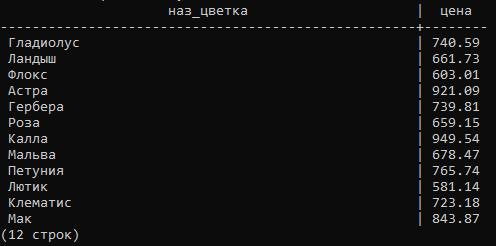 наз_цветка | цена
--------------------------------------------------+--------
Гладиолус | 740.59
Ландыш | 661.73
Флокс | 603.01
Астра | 921.09
Гербера | 739.81
Роза | 659.15
Калла | 949.54
Мальва | 678.47
Петуния | 765.74
Лютик | 581.14
Клематис | 723.18
Мак | 843.87
(12 строк)